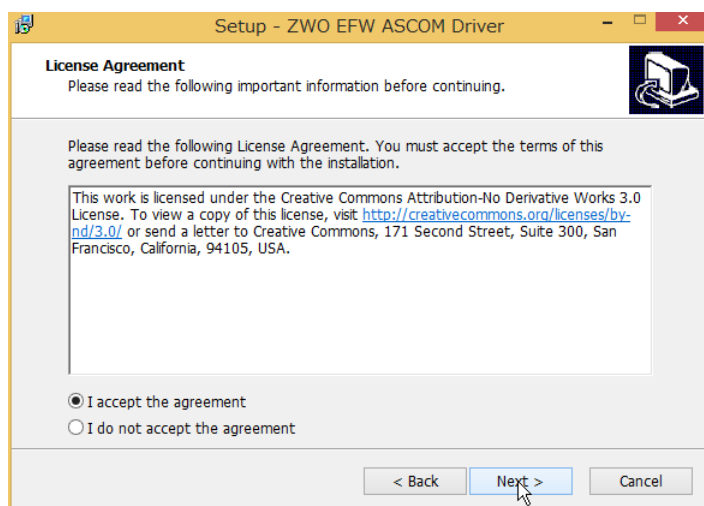 Setup - ZWO EFW ASCOM Driver
License Agreement
Please read the following important information before continuing.
Please read the following License Agreement. You must accept the terms of this
agreement before continuing with the installation.
This work is licensed under the Creative Commons Attribution-No Derivative Works 3.0
License. To view a copy of this license, visit http://creativecommons.org/licenses/by-
nd/3.0/ or send a letter to Creative Commons, 171 Second Street, Suite 300, San
Francisco, California, 94105, USA.
I accept the agreement
I do not accept the agreement
< Back Next > Cancel